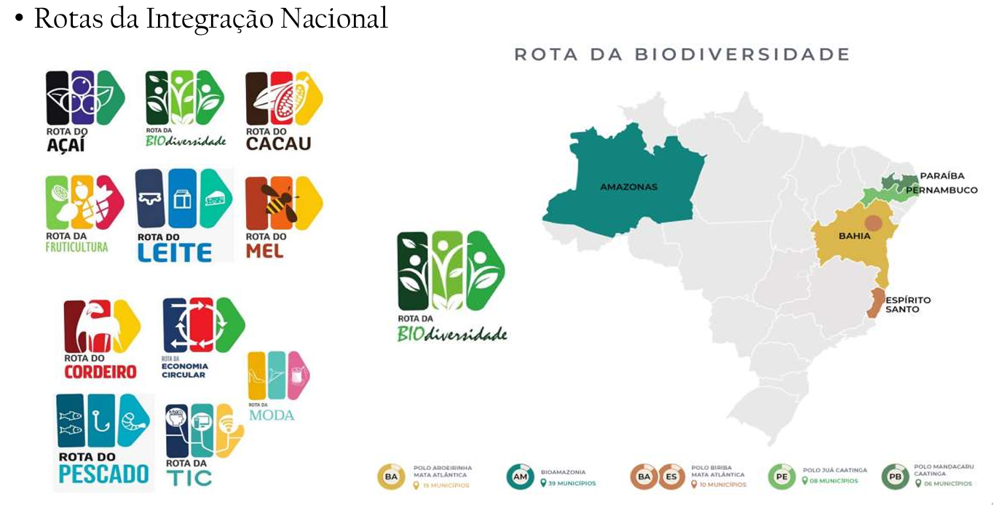 • Rotas da Integração Nacional
ROTA DA BIODIVERSIDADE
ROTA DO
AÇAÍ
ROTA DA
BIOdiversidade
ROTA DO
CACAU
ROTA DA
FRUTICULTURA
ROTA DO
LEITE
ROTA DO
MEL
ROTA DO
CORDEIRO
ROTA DA
ECONOMIA
CIRCULAR
ROTA DA
MODA
ROTA DO
PESCADO
ROTA DA
TIC
ROTA DA
BIOdiversidade
AMAZONAS
PARAÍBA
PERNAMBUCO
BAHIA
ESPÍRITO
SANTO
BA
POLO AROEIRINHA
MATA ATLÂNTICA
19 MUNICÍPIOS
AM
BIOAMAZONIA
39 MUNICÍPIOS
BA ES
POLO BIRIBA
MATA ATLÂNTICA
10 MUNICÍPIOS
PE
POLO JUÁ CAATINGA
08 MUNICÍPIOS
PB
POLO MANDACARU
CAATINGA
06 MUNICÍPIOS